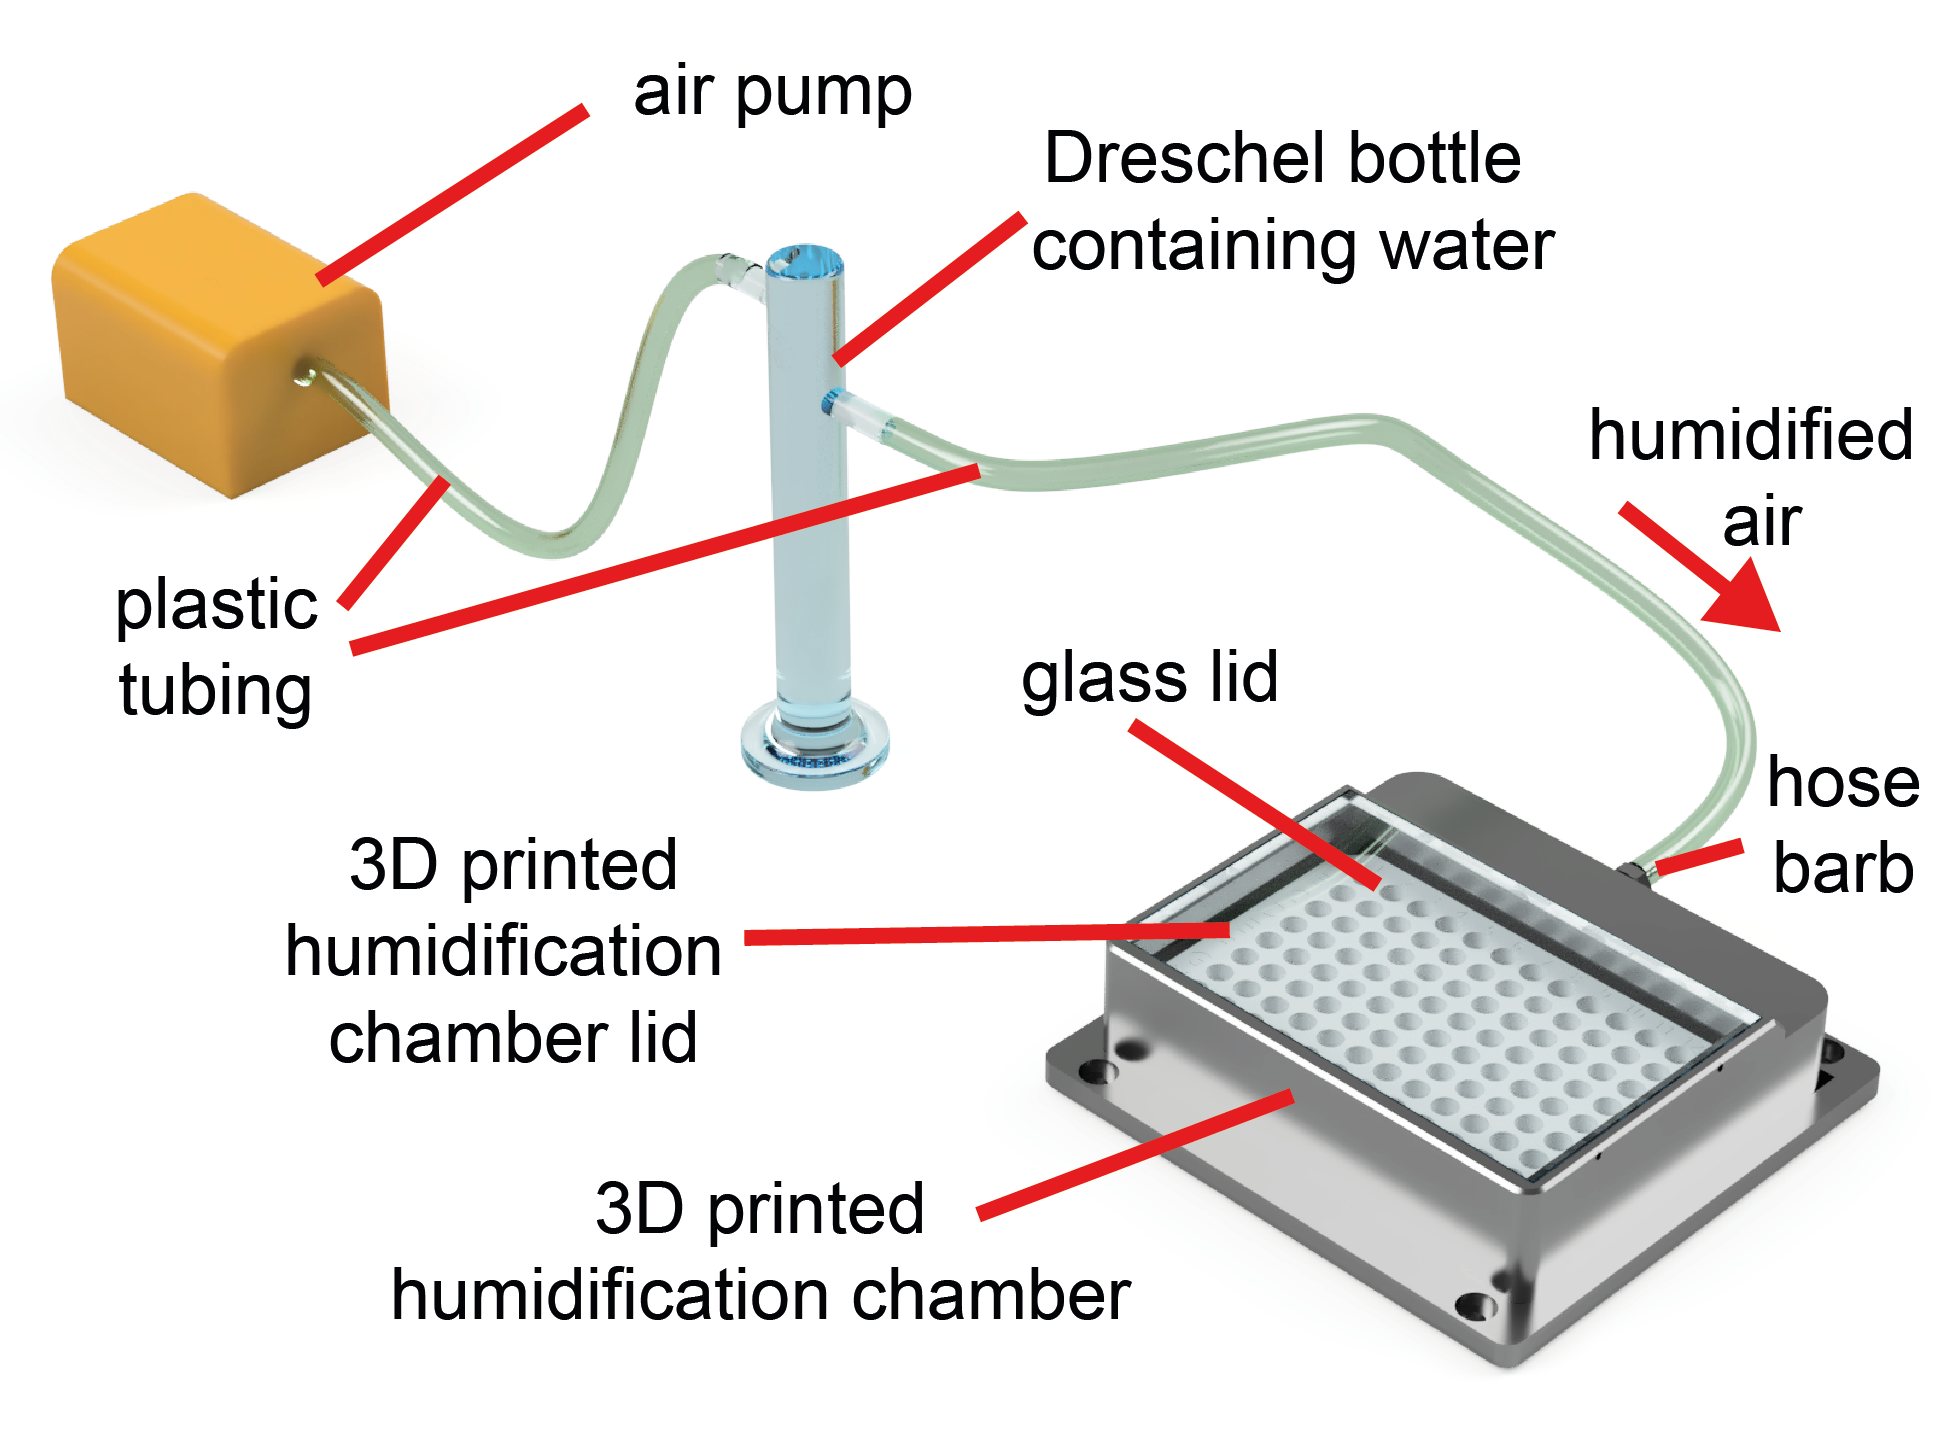 air pump
Dreschel bottle
containing water
humidified
air
plastic
tubing
glass lid
hose
barb
3D printed
humidification
chamber lid
3D printed
humidification chamber